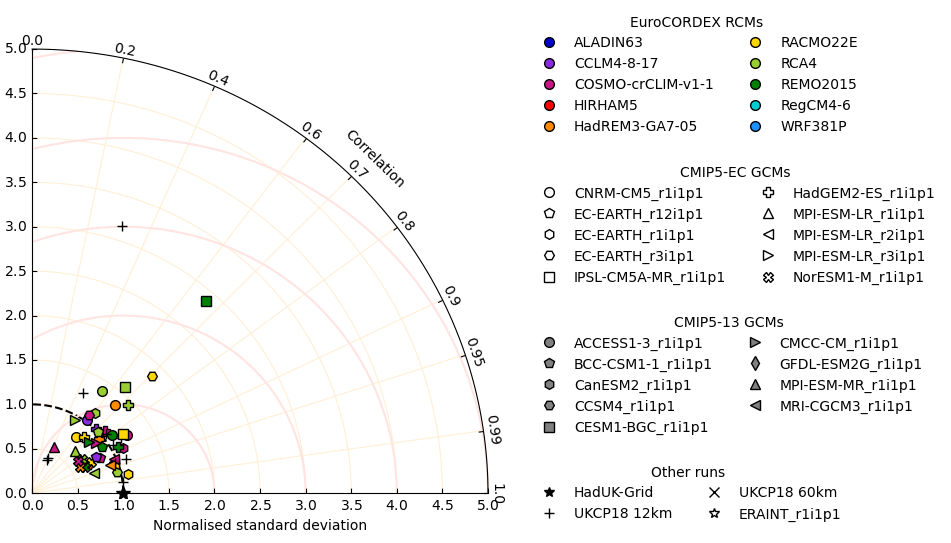 0.0
0.2
0.4
0.6
0.7
0.8
0.9
0.95
0.99
1.0
Correlation
5.0
4.5
4.0
3.5
3.0
2.5
2.0
1.5
1.0
0.5
0.0
0.0 0.5 1.0 1.5 2.0 2.5 3.0 3.5 4.0 4.5 5.0
Normalised standard deviation
EuroCORDEX RCMs
ALADIN63 RACMO22E
CCLM4-8-17 RCA4
COSMO-crCLIM-v1-1 REMO2015
HIRHAM5 RegCM4-6
HadREM3-GA7-05 WRF381P
CMIP5-EC GCMs
CNRM-CM5_r1i1p1 HadGEM2-ES_r1i1p1
EC-EARTH_r12i1p1 MPI-ESM-LR_r1i1p1
EC-EARTH_r1i1p1 MPI-ESM-LR_r2i1p1
EC-EARTH_r3i1p1 MPI-ESM-LR_r3i1p1
IPSL-CM5A-MR_r1i1p1 NorESM1-M_r1i1p1
CMIP5-13 GCMs
ACCESS1-3_r1i1p1 CMCC-CM_r1i1p1
BCC-CSM1-1_r1i1p1 GFDL-ESM2G_r1i1p1
CanESM2_r1i1p1 MPI-ESM-MR_r1i1p1
CCSM4_r1i1p1 MRI-CGCM3_r1i1p1
CESM1-BGC_r1i1p1
Other runs
HadUK-Grid UKCP18 60km
UKCP18 12km ERAINT_r1i1p1